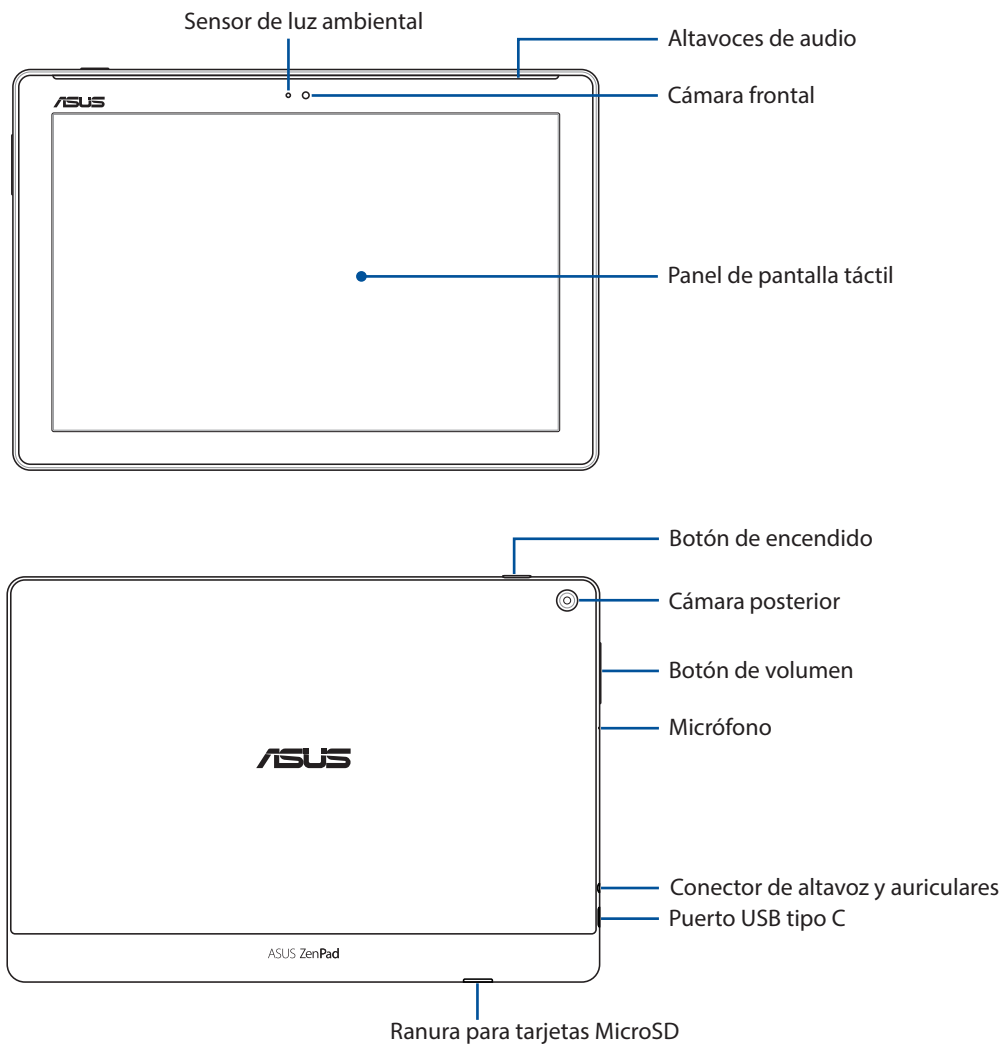 Sensor de luz ambiental
Altavoces de audio
ASUS
Cámara frontal
Panel de pantalla táctil
Botón de encendido
Cámara posterior
Botón de volumen
Micrófono
ASUS
Conector de altavoz y auriculares
Puerto USB tipo C
ASUS ZenPad
Ranura para tarjetas MicroSD